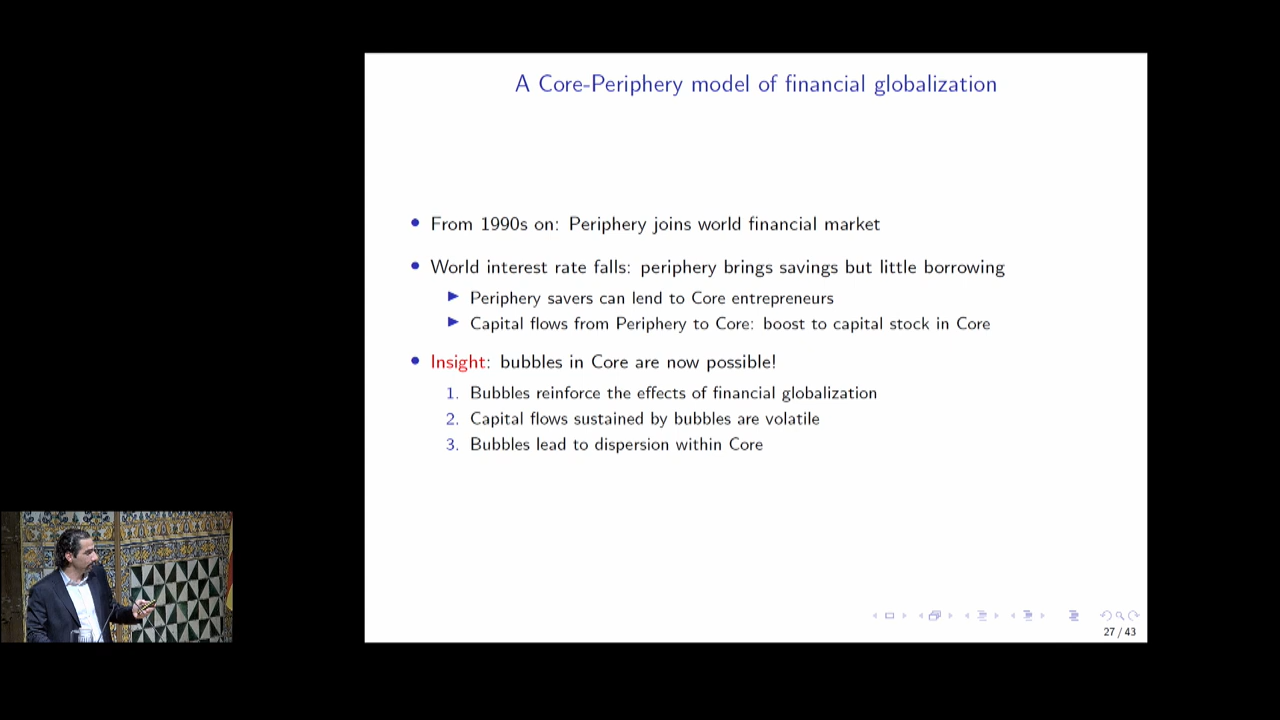 A Core-Periphery model of financial globalization
• From 1990s on: Periphery joins world financial market
• World interest rate falls: periphery brings savings but little borrowing
▶ Periphery savers can lend to Core entrepreneurs
▶ Capital flows from Periphery to Core: boost to capital stock in Core
• Insight: bubbles in Core are now possible!
1. Bubbles reinforce the effects of financial globalization
2. Capital flows sustained by bubbles are volatile
3. Bubbles lead to dispersion within Core
27 / 43